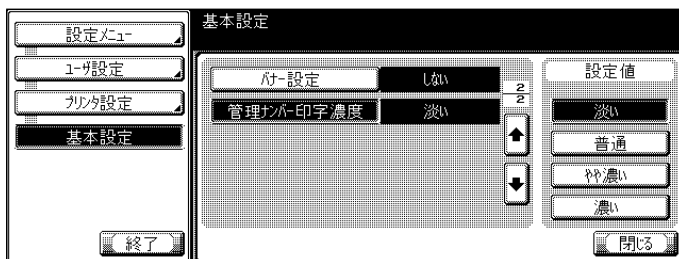 設定メニュー
ユーザ設定
プリンタ設定
基本設定
終了
基本設定
バナー設定 しない
管理ナンバー印字濃度 淡い
2
2
設定値
淡い
普通
やや濃い
濃い
閉じる